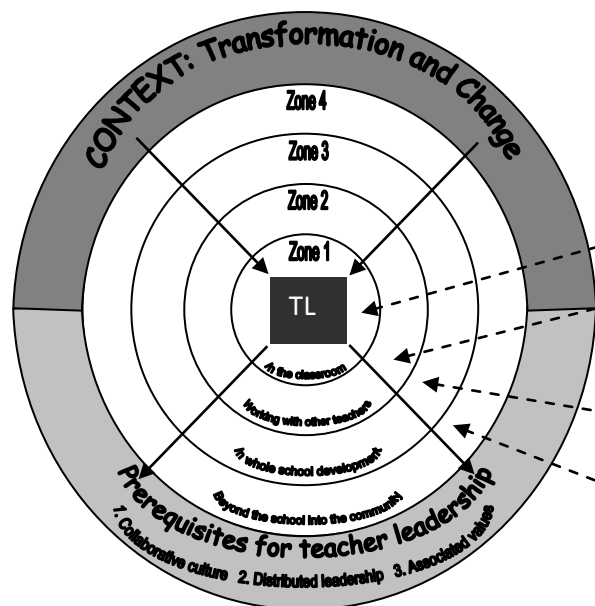 CONTEXT: Transformation and Change
Zone 4
Zone 3
Zone 2
Zone 1
TL
In the classroom
Working with other teachers
In whole school development
Beyond the school into the community
Prerequisites for teacher leadership
1. Collaborative culture 2. Distributed leadership 3. Associated values